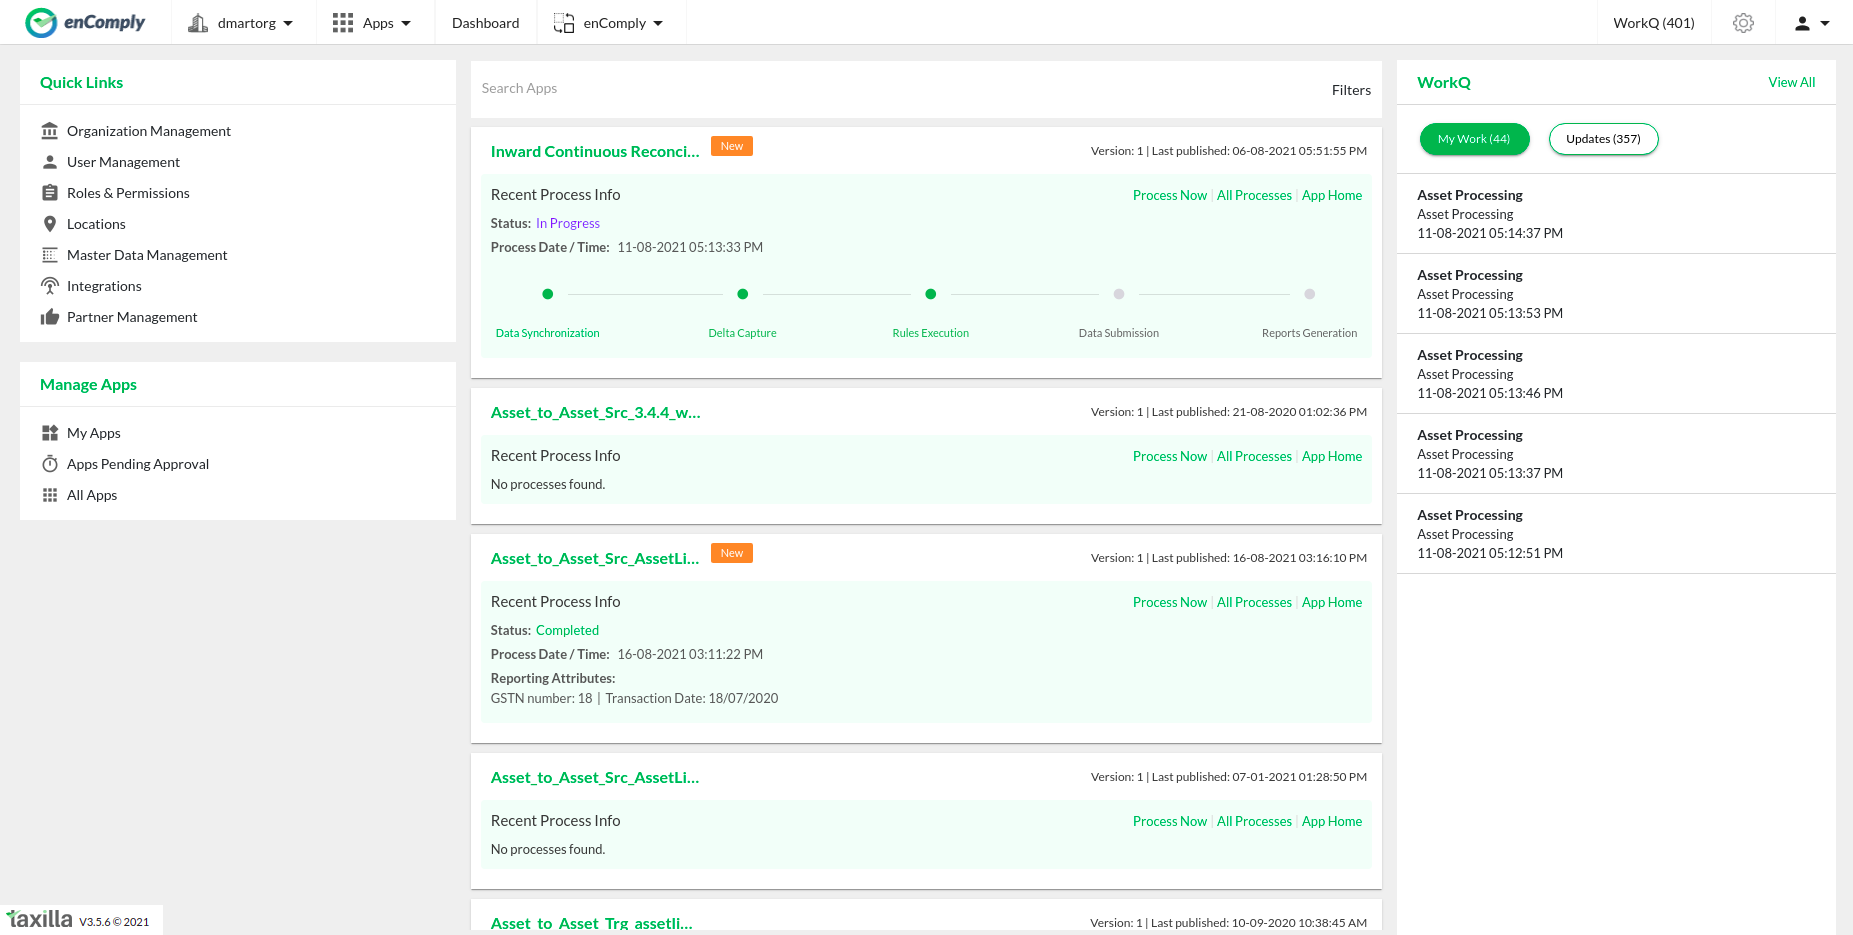 enComply
dmartorg
Apps
Dashboard
enComply
WorkQ (401)
Quick Links
Organization Management
User Management
Roles & Permissions
Locations
Master Data Management
Integrations
Partner Management
Manage Apps
My Apps
Apps Pending Approval
All Apps
Search Apps
Filters
Inward Continuous Reconci...
New
Version: 1 | Last published: 06-08-2021 05:51:55 PM
Recent Process Info
Process Now | All Processes | App Home
Status: In Progress
Process Date / Time: 11-08-2021 05:13:33 PM
Data Synchronization
Delta Capture
Rules Execution
Data Submission
Reports Generation
Asset_to_Asset_Src_3.4.4_w...
Version: 1 | Last published: 21-08-2020 01:02:36 PM
Recent Process Info
Process Now | All Processes | App Home
No processes found.
Asset_to_Asset_Src_AssetLi...
New
Version: 1 | Last published: 16-08-2021 03:16:10 PM
Recent Process Info
Process Now | All Processes | App Home
Status: Completed
Process Date / Time: 16-08-2021 03:11:22 PM
Reporting Attributes:
GSTN number: 18 | Transaction Date: 18/07/2020
Asset_to_Asset_Src_AssetLi...
Version: 1 | Last published: 07-01-2021 01:28:50 PM
Recent Process Info
Process Now | All Processes | App Home
No processes found.
Asset_to_Asset_Trg_assetli...
Version: 1 | Last published: 10-09-2020 10:38:45 AM
WorkQ
View All
My Work (44)
Updates (357)
Asset Processing
Asset Processing
11-08-2021 05:14:37 PM
Asset Processing
Asset Processing
11-08-2021 05:13:53 PM
Asset Processing
Asset Processing
11-08-2021 05:13:46 PM
Asset Processing
Asset Processing
11-08-2021 05:13:37 PM
Asset Processing
Asset Processing
11-08-2021 05:12:51 PM
taxilla V3.5.6 © 2021